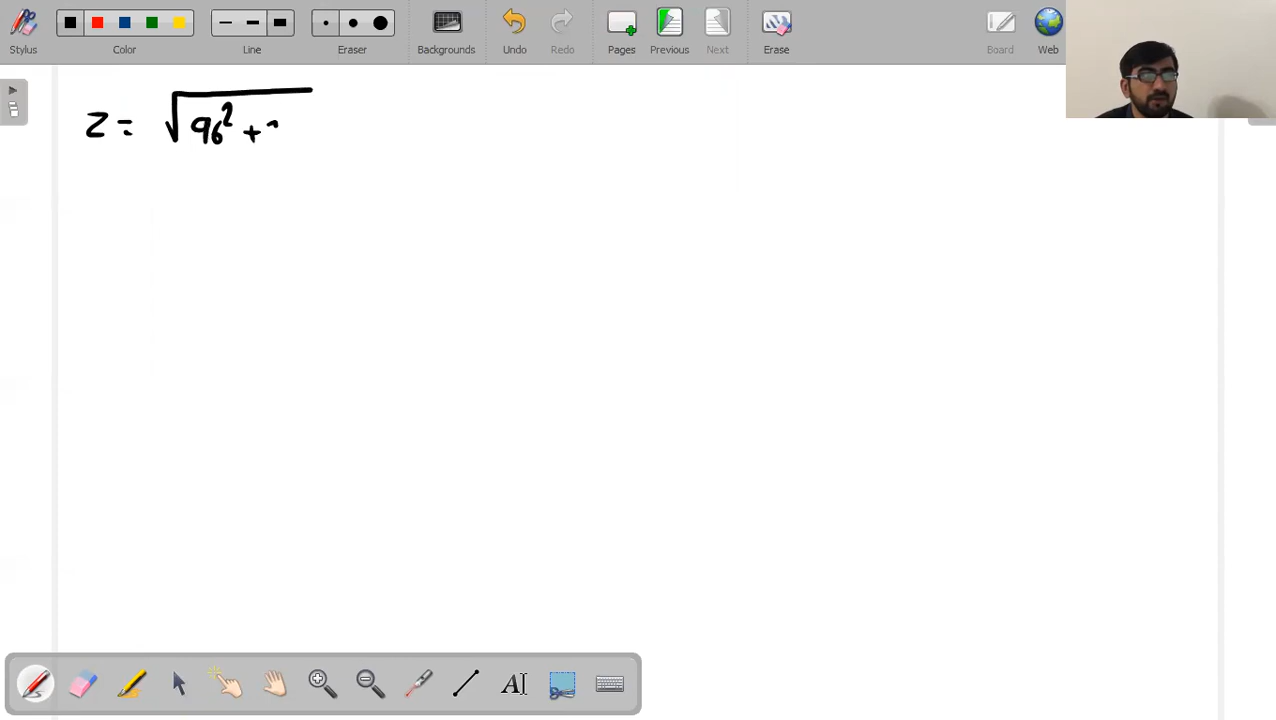 Stylus Color Line Eraser Backgrounds Undo Redo Pages Previous Next Erase Board Web
z = √96² +